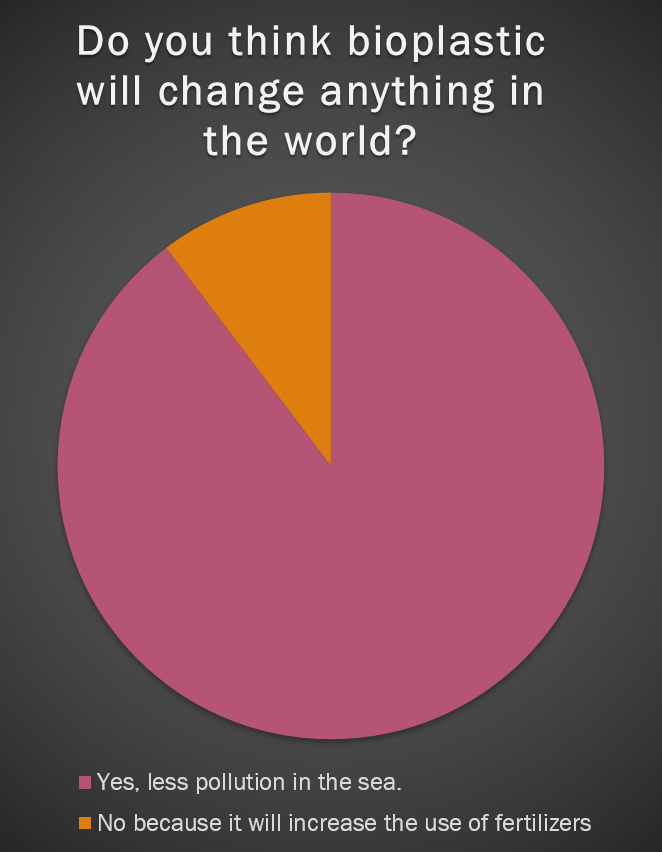 Do you think bioplastic
will change anything in
the world?
Yes, less pollution in the sea.
No because it will increase the use of fertilizers